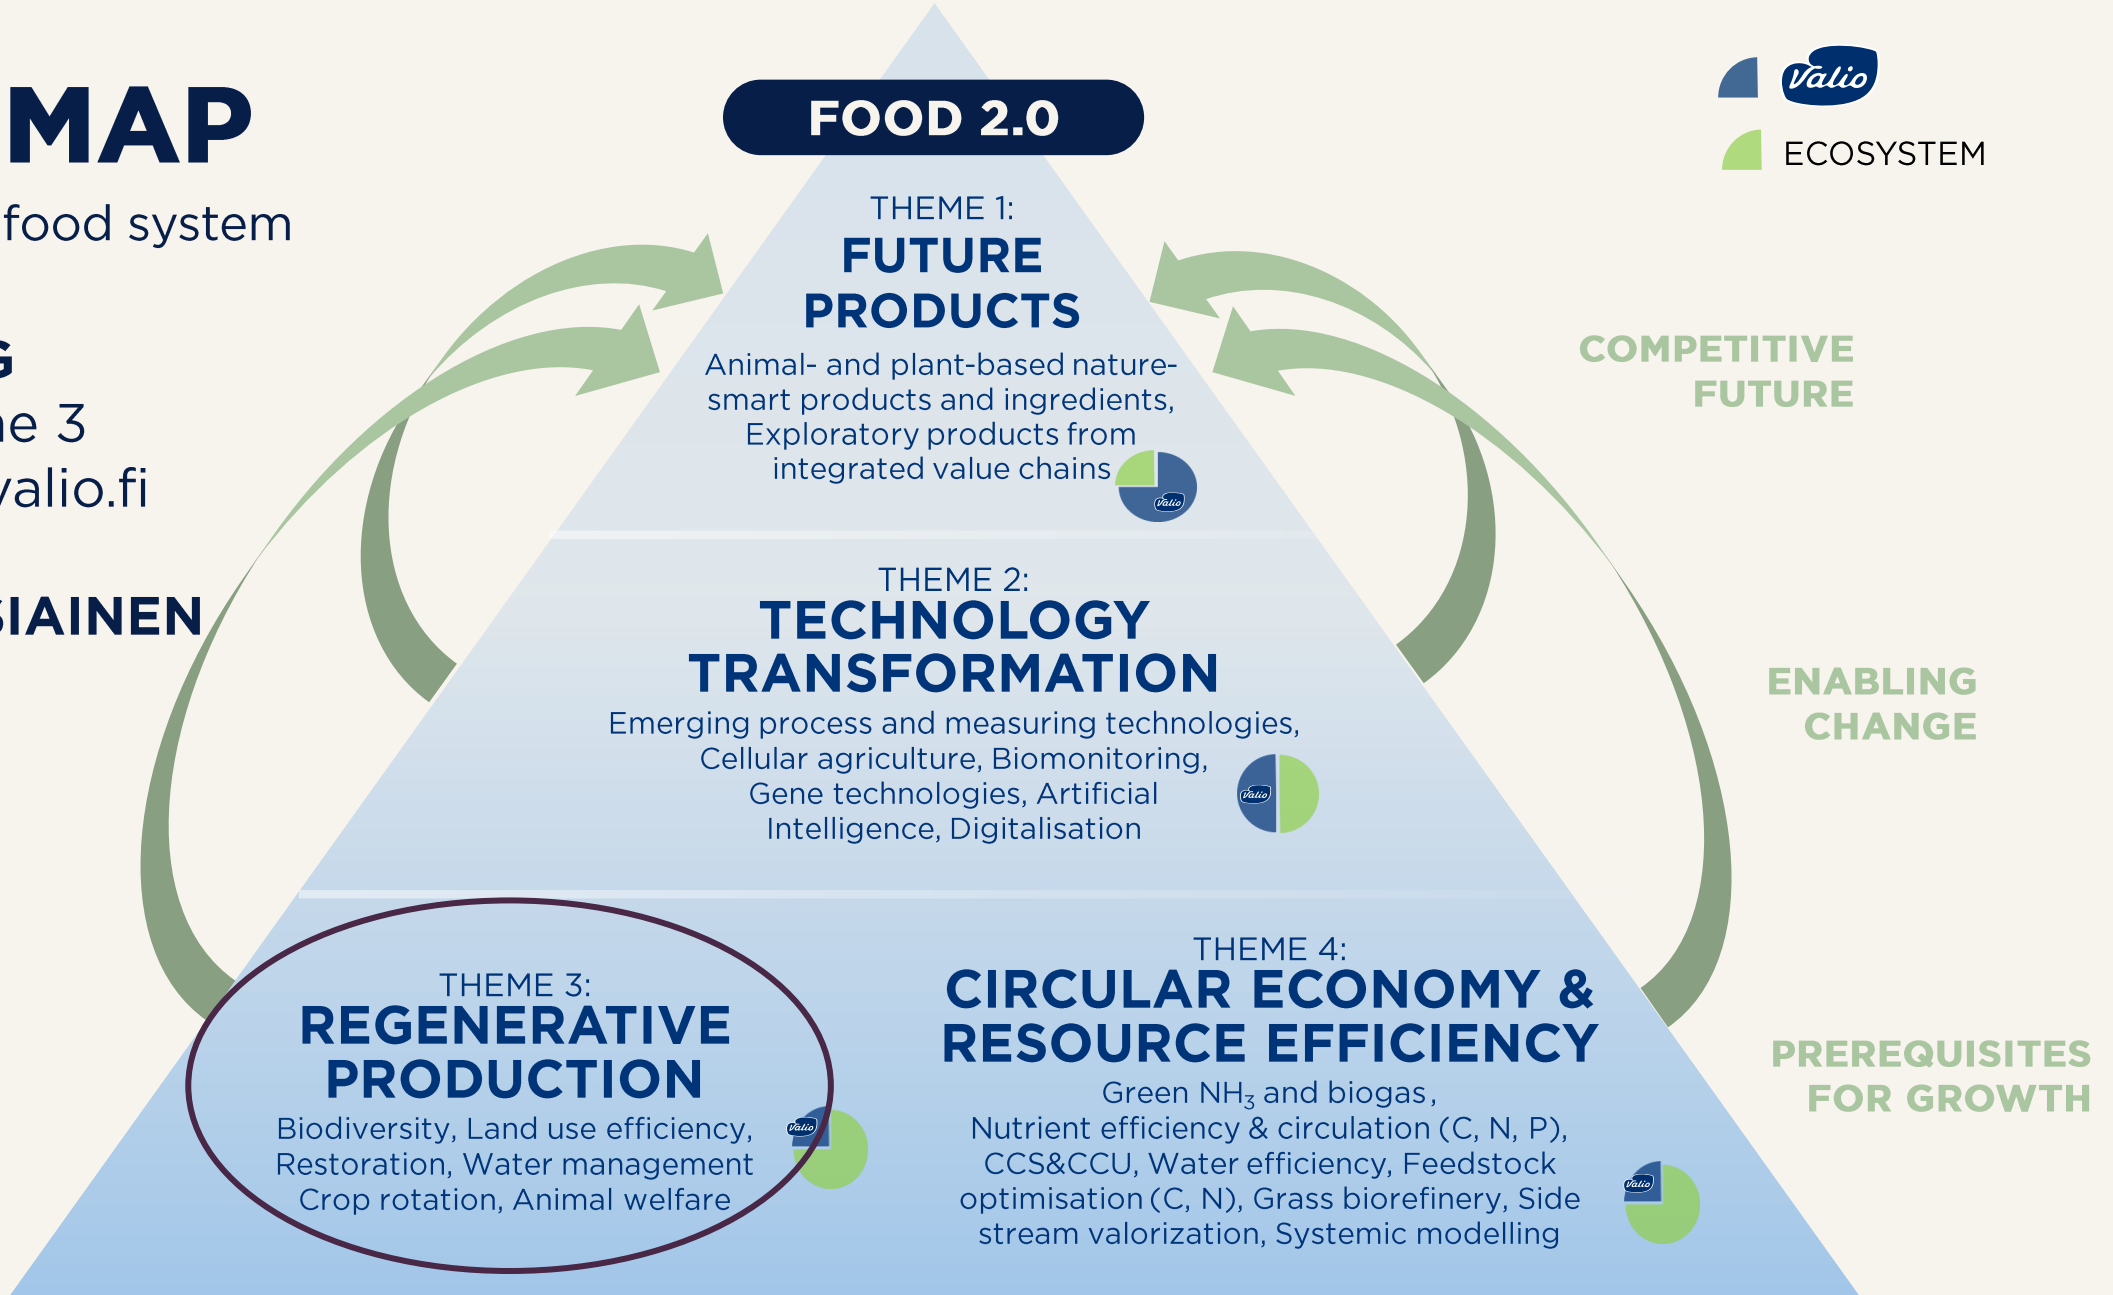 MAP
food system
G
ne 3
valio.fi
SIAINEN
FOOD 2.0
THEME 1:
FUTURE
PRODUCTS
Animal- and plant-based nature-
smart products and ingredients,
Exploratory products from
integrated value chains
Valio
THEME 2:
TECHNOLOGY
TRANSFORMATION
Emerging process and measuring technologies,
Cellular agriculture, Biomonitoring,
Gene technologies, Artificial
Intelligence, Digitalisation
Valio
THEME 3:
REGENERATIVE
PRODUCTION
Biodiversity, Land use efficiency,
Restoration, Water management
Crop rotation, Animal welfare
Valio
THEME 4:
CIRCULAR ECONOMY &
RESOURCE EFFICIENCY
Green NH₃ and biogas,
Nutrient efficiency & circulation (C, N, P),
CCS&CCU, Water efficiency, Feedstock
optimisation (C, N), Grass biorefinery, Side
stream valorization, Systemic modelling
Valio
Valio
ECOSYSTEM
COMPETITIVE
FUTURE
ENABLING
CHANGE
PREREQUISITES
FOR GROWTH